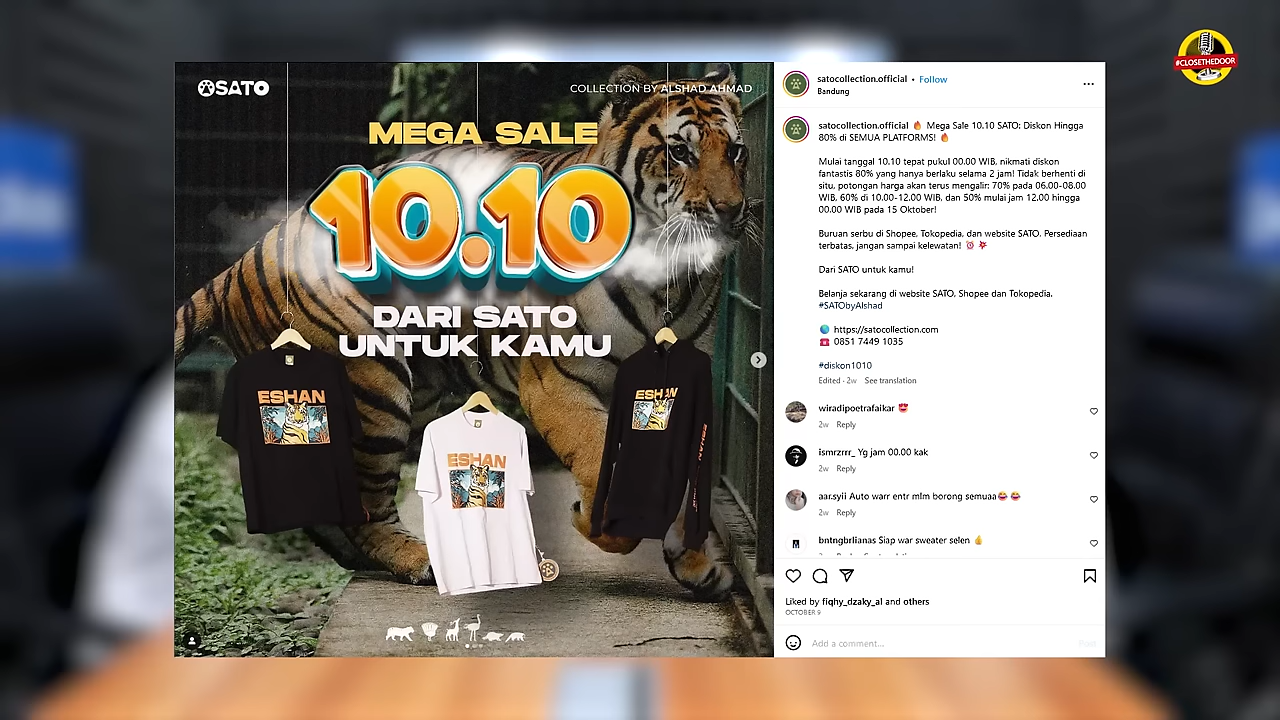 #CLOSETHEDOOR
SATO
COLLECTION BY ALSHAD AHMAD
MEGA SALE
10.10
DARI SATO
UNTUK KAMU
ESHAN
ESHAN
ESHAN
ESHAN
satocollection.official • Follow
Bandung
satocollection.official 🔥 Mega Sale 10.10 SATO: Diskon Hingga
80% di SEMUA PLATFORMS! 🔥
Mulai tanggal 10.10 tepat pukul 00.00 WIB, nikmati diskon
fantastis 80% yang hanya berlaku selama 2 jam! Tidak berhenti di
situ, potongan harga akan terus mengalir: 70% pada 06.00-08.00
WIB, 60% di 10.00-12.00 WIB, dan 50% mulai jam 12.00 hingga
00.00 WIB pada 15 Oktober!
Buruan serbu di Shopee, Tokopedia, dan website SATO. Persediaan
terbatas, jangan sampai kelewatan! ⏰ 💥
Dari SATO untuk kamu!
Belanja sekarang di website SATO, Shopee dan Tokopedia.
#SATObyAlshad
🌏 https://satocollection.com
☎️ 0851 7449 1035
#diskon1010
Edited · 2w See translation
wiradipoetrafaikar 😍
2w Reply
ismrzrrr_ Yg jam 00.00 kak
2w Reply
aar.syii Auto warr entr mlm borong semuaa😂 😂
2w Reply
bntngbrlianas Siap war sweater selen 👍
Liked by fiqhy_dzaky_al and others
OCTOBER 9
Add a comment...
Post